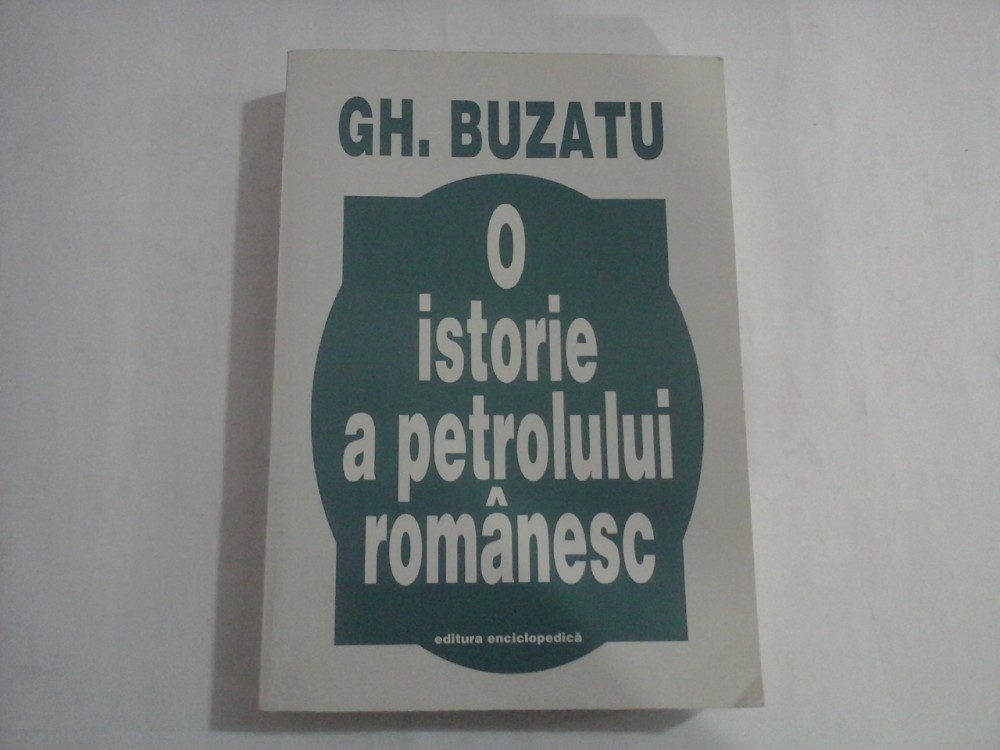 GH. BUZATU
O
istorie
a petrolului
românesc
editura enciclopedică